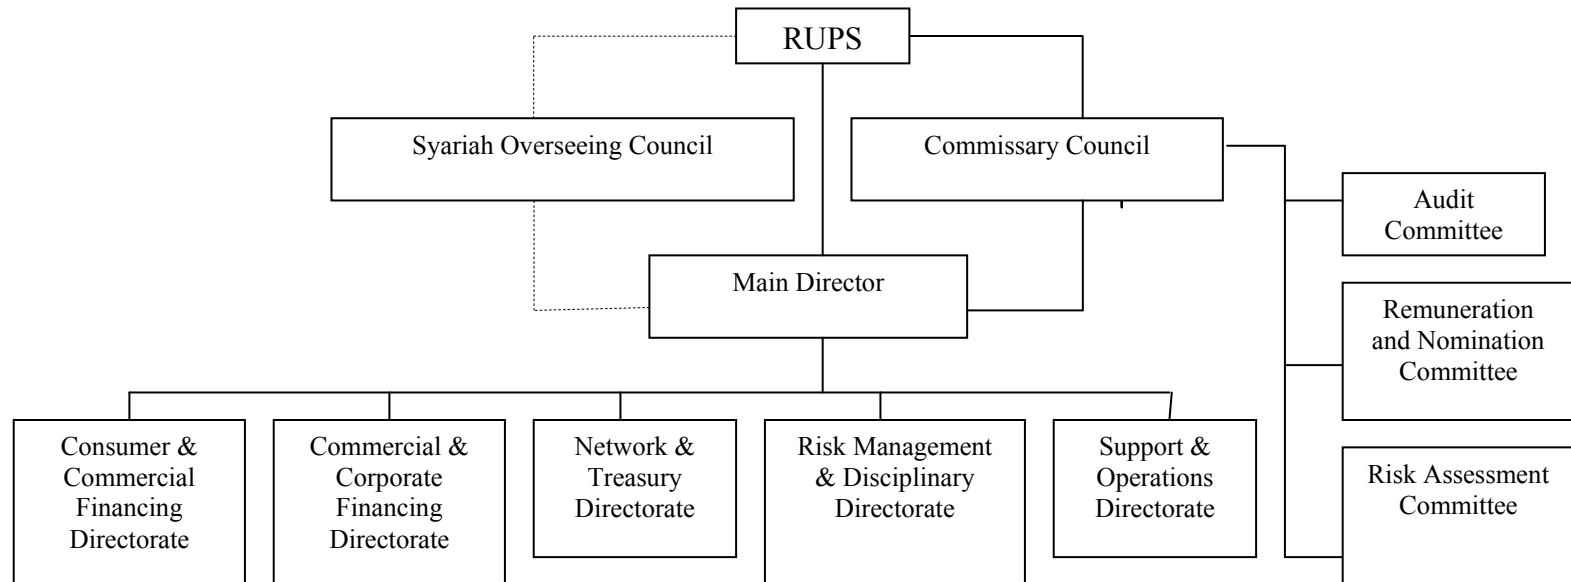 RUPS
Syariah Overseeing Council
Commissary Council
Audit
Committee
Main Director
Remuneration
and Nomination
Committee
Consumer &
Commercial
Financing
Directorate
Commercial &
Corporate
Financing
Directorate
Network &
Treasury
Directorate
Risk Management
& Disciplinary
Directorate
Support &
Operations
Directorate
Risk Assessment
Committee